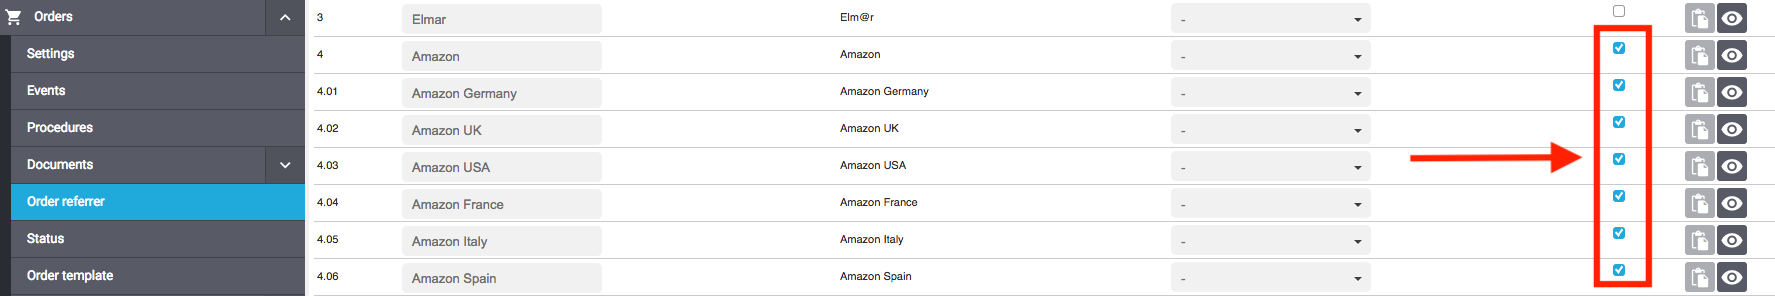 Orders
Settings
Events
Procedures
Documents
Order referrer
Status
Order template
3 Elmar Elm@r -
4 Amazon Amazon -
4.01 Amazon Germany Amazon Germany -
4.02 Amazon UK Amazon UK -
4.03 Amazon USA Amazon USA -
4.04 Amazon France Amazon France -
4.05 Amazon Italy Amazon Italy -
4.06 Amazon Spain Amazon Spain -